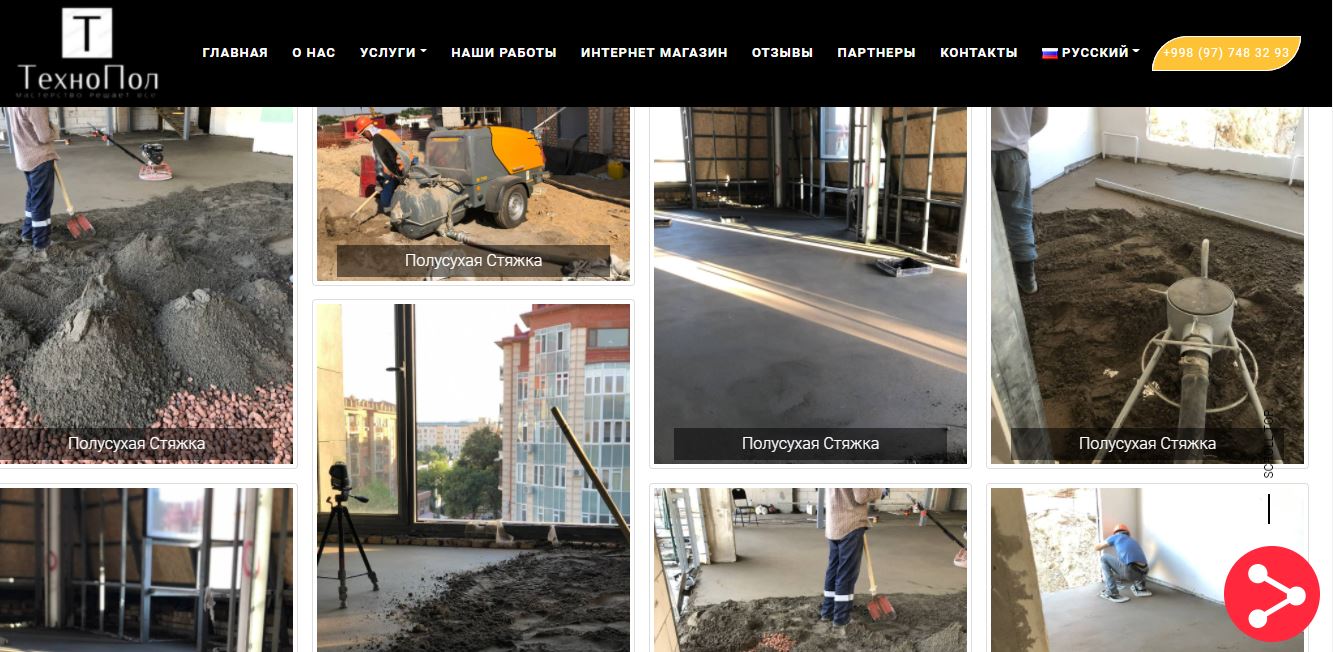 Т
ТехноПол
Мастерство решает все
ГЛАВНАЯ О НАС УСЛУГИ НАШИ РАБОТЫ ИНТЕРНЕТ МАГАЗИН ОТЗЫВЫ ПАРТНЕРЫ КОНТАКТЫ РУССКИЙ +998 (97) 748 32 93
Полусухая Стяжка
Полусухая Стяжка
Полусухая Стяжка
Полусухая Стяжка
SCROLL TOP